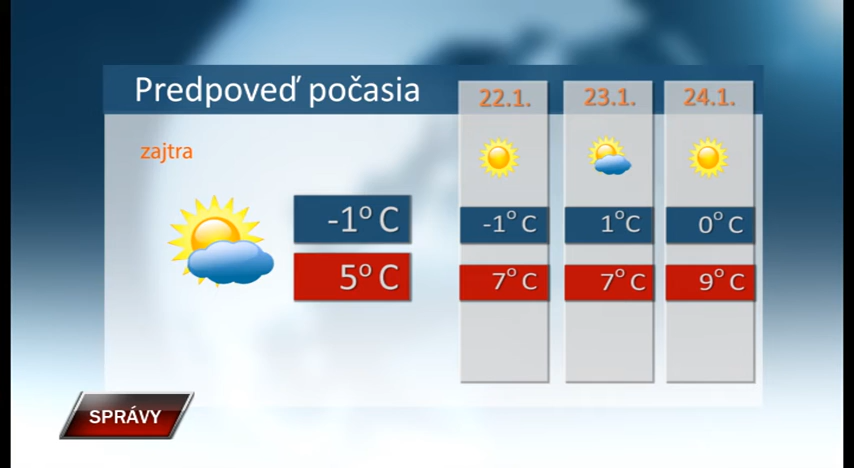 Predpoveď počasia
zajtra
-1° C
5° C
22.1. 23.1. 24.1.
-1° C 1°C 0° C
7° C 7° C 9° C
SPRÁVY